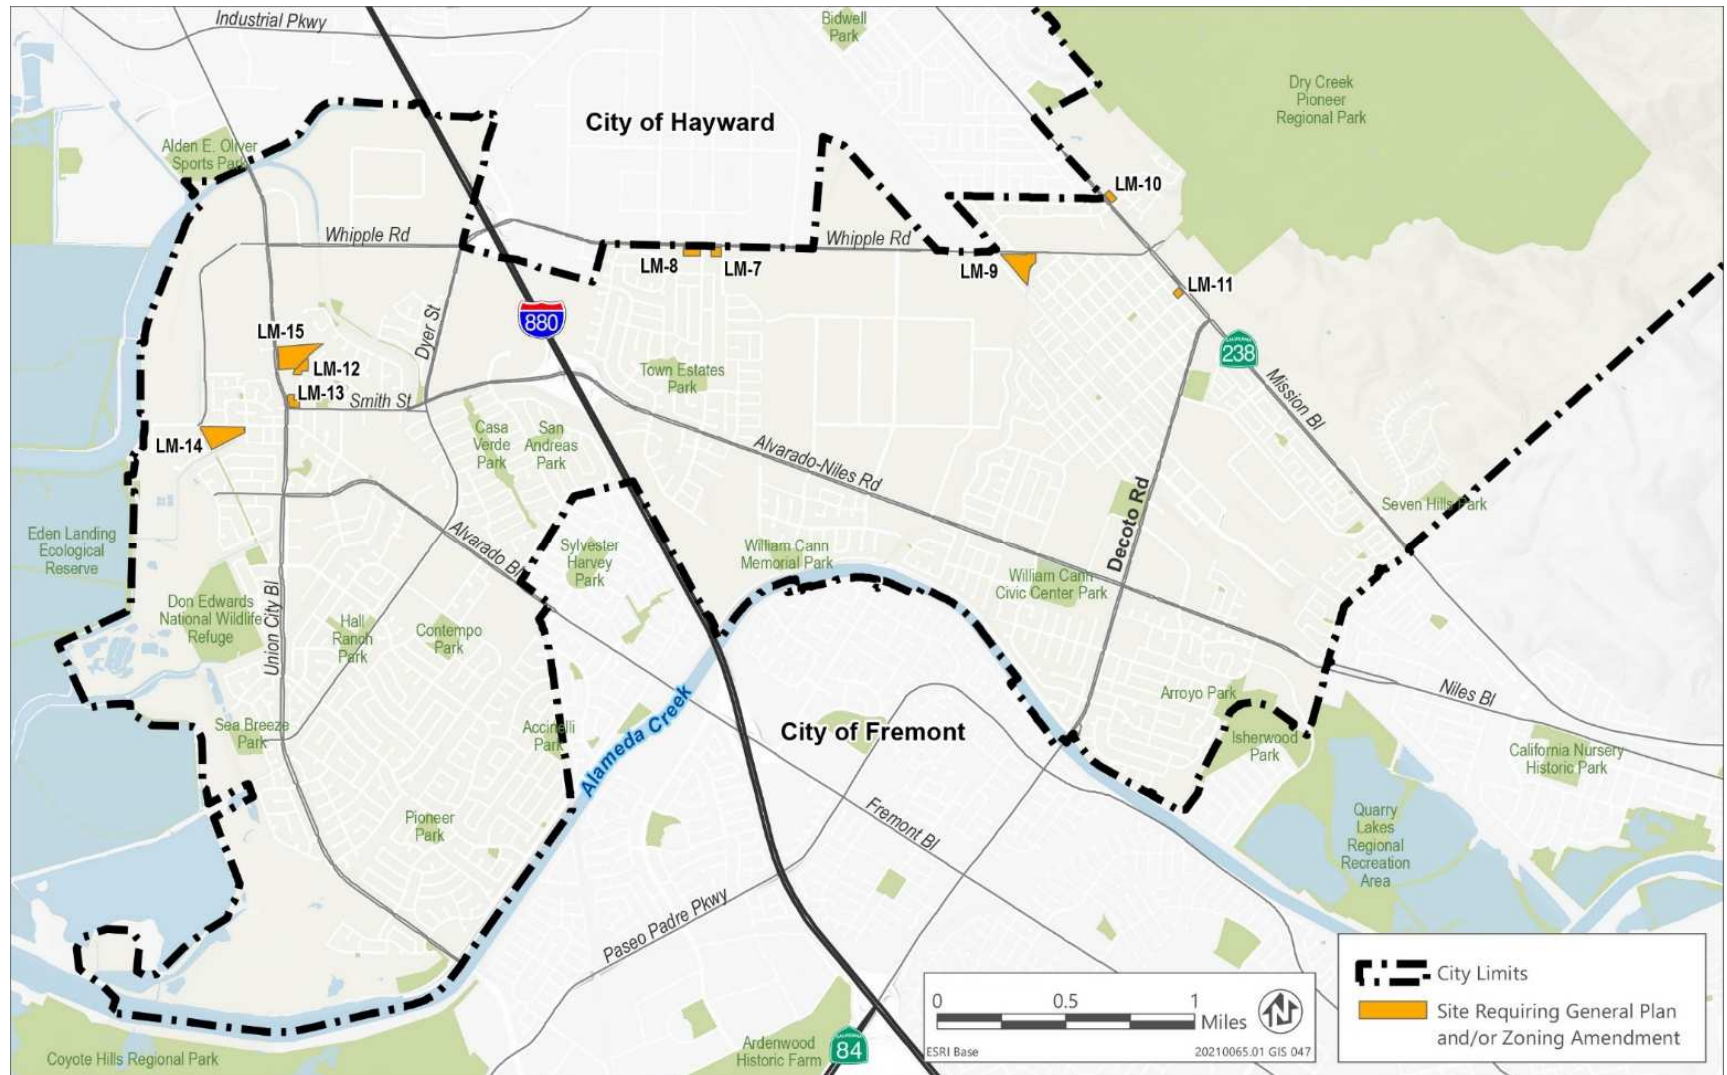 Industrial Pkwy
Bidwell
Park
Dry Creek
Pioneer
Regional Park
City of Hayward
Alden E. Oliver
Sports Park
LM-10
Whipple Rd
Whipple Rd
LM-8
LM-7
LM-9
LM-11
880
Dyer St
LM-15
LM-12
LM-13
Smith St
LM-14
Town Estates
Park
238
Mission Bl
Casa
Verde
Park
San
Andreas
Park
Alvarado-Niles Rd
Decoto Rd
Seven Hills Park
Eden Landing
Ecological
Reserve
Alvarado Bl
Sylvester
Harvey
Park
William Cann
Memorial Park
William Cann
Civic Center Park
Don Edwards
National Wildlife
Refuge
Union City Bl
Hall
Ranch
Park
Contempo
Park
Arroyo Park
Niles Bl
Sea Breeze
Park
Accinelli
Park
Alameda Creek
City of Fremont
Isherwood
Park
California Nursery
Historic Park
Pioneer
Park
Fremont Bl
Quarry
Lakes
Regional
Recreation
Area
Paseo Padre Pkwy
Coyote Hills Regional Park
Ardenwood
Historic Farm
CALIFORNIA
84
0 0.5 1
Miles
N
ESRI Base
20210065.01 GIS 047
City Limits
Site Requiring General Plan
and/or Zoning Amendment